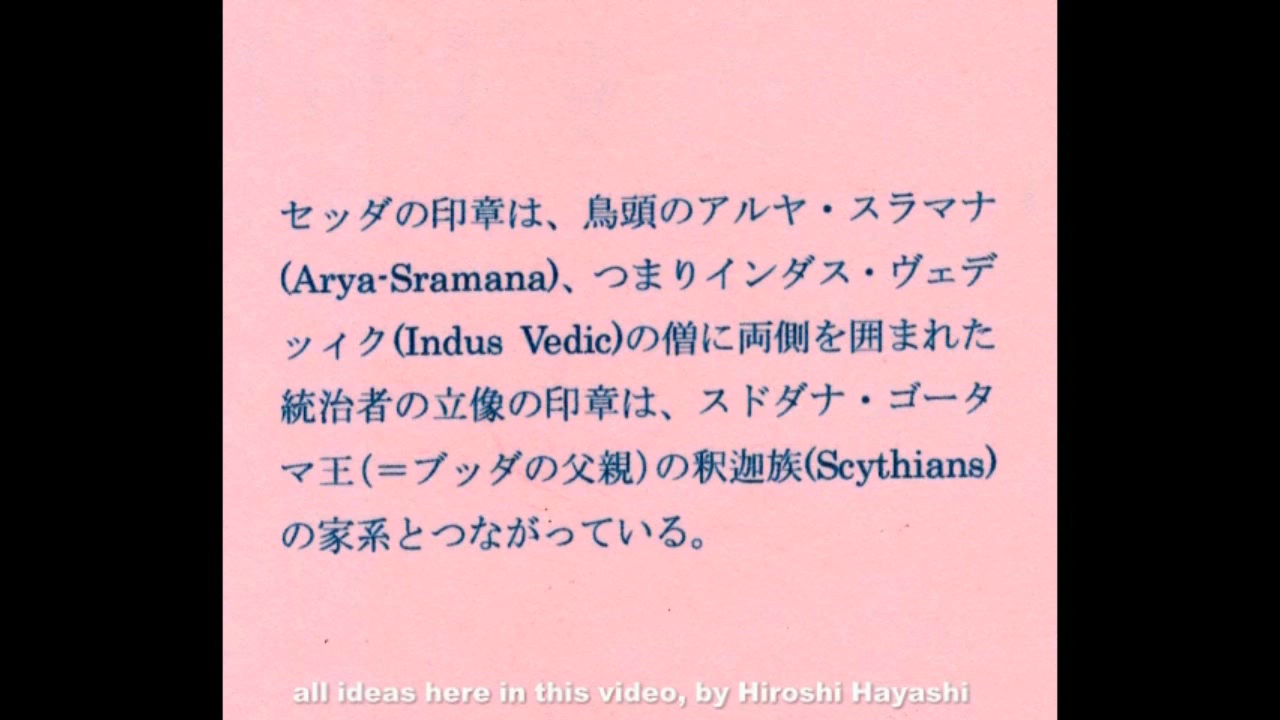 セッダの印章は、鳥頭のアルヤ・スラマナ
(Arya-Sramana)、つまりインダス・ヴェデ
ッィク(Indus Vedic)の僧に両側を囲まれた
統治者の立像の印章は、スドダナ・ゴータ
マ王(=ブッダの父親)の釈迦族(Scythians)
の家系とつながっている。
all ideas here in this video, by Hiroshi Hayashi